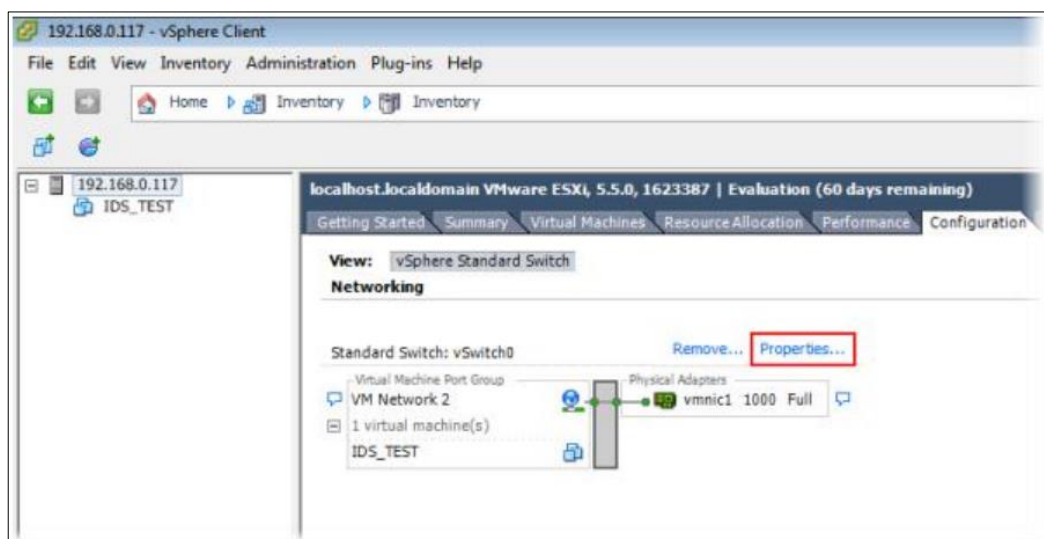 192.168.0.117 - vSphere Client
File Edit View Inventory Administration Plug-ins Help
Home Inventory Inventory
192.168.0.117
IDS_TEST
localhost.localdomain VMware ESXi, 5.5.0, 1623387 | Evaluation (60 days remaining)
Getting Started Summary Virtual Machines Resource Allocation Performance Configuration
View: vSphere Standard Switch
Networking
Standard Switch: vSwitch0 Remove... Properties...
Virtual Machine Port Group Physical Adapters
VM Network 2 vmnic1 1000 Full
1 virtual machine(s)
IDS_TEST